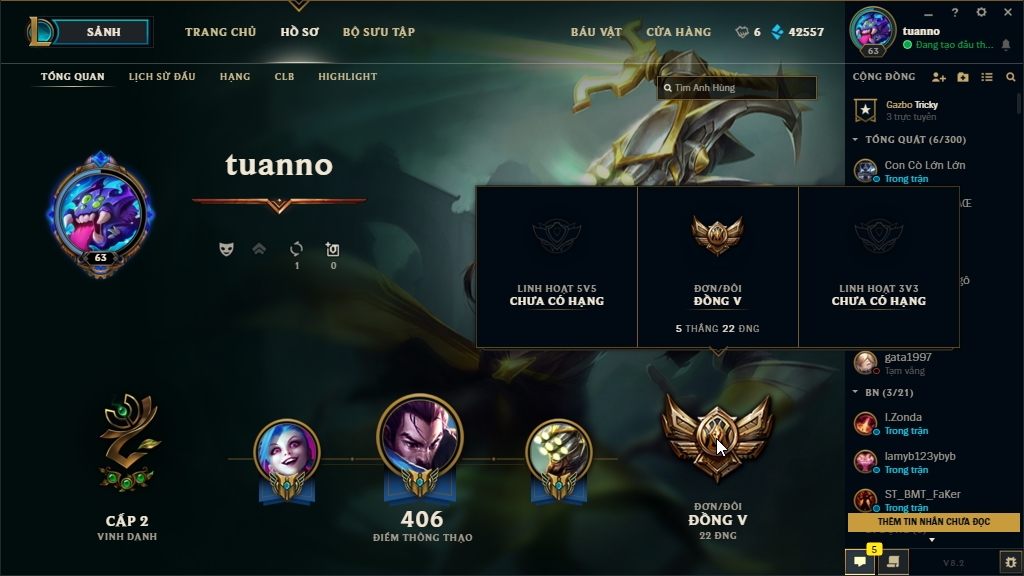 SẢNH
TRANG CHỦ
HỒ SƠ
BỘ SƯU TẬP
BÁU VẬT
CỬA HÀNG
6
42557
TỔNG QUAN
LỊCH SỬ ĐẤU
HẠNG
CLB
HIGHLIGHT
Tìm Anh Hùng
tuanno
63
1
0
LINH HOẠT 5V5
CHƯA CÓ HẠNG
ĐƠN/ĐÔI
ĐỒNG V
5 THẮNG 22 ĐNG
LINH HOẠT 3V3
CHƯA CÓ HẠNG
CẤP 2
VINH DANH
406
ĐIỂM THÔNG THẠO
ĐƠN/ĐÔI
ĐỒNG V
22 ĐNG
63
tuanno
Đang tạo đấu th...
CỘNG ĐỒNG
Gazbo Tricky
3 trực tuyến
TỔNG QUÁT (6/300)
Con Cò Lớn Lớn
Trong trận
gata1997
Tạm vắng
BN (3/21)
I.Zonda
Trong trận
lamyb123ybyb
Trong trận
ST_BMT_FaKer
Trong trận
THÊM TIN NHẮN CHƯA ĐỌC
5
V8.2